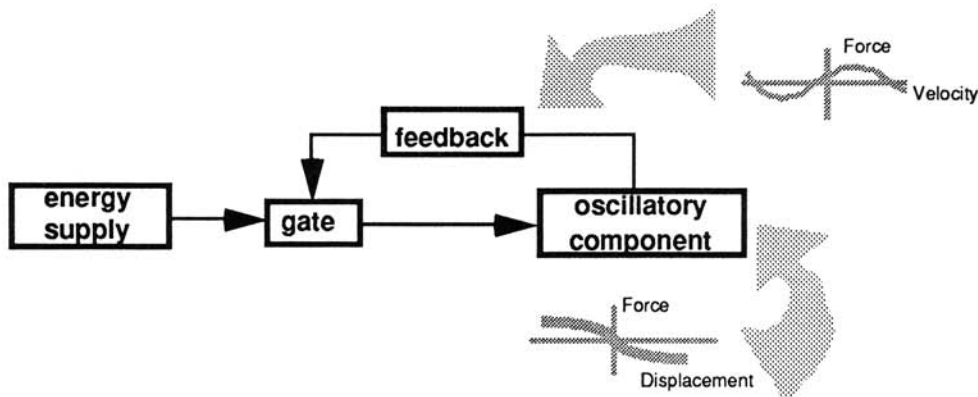 Force
Velocity
feedback
energy
supply
gate
oscillatory
component
Force
Displacement